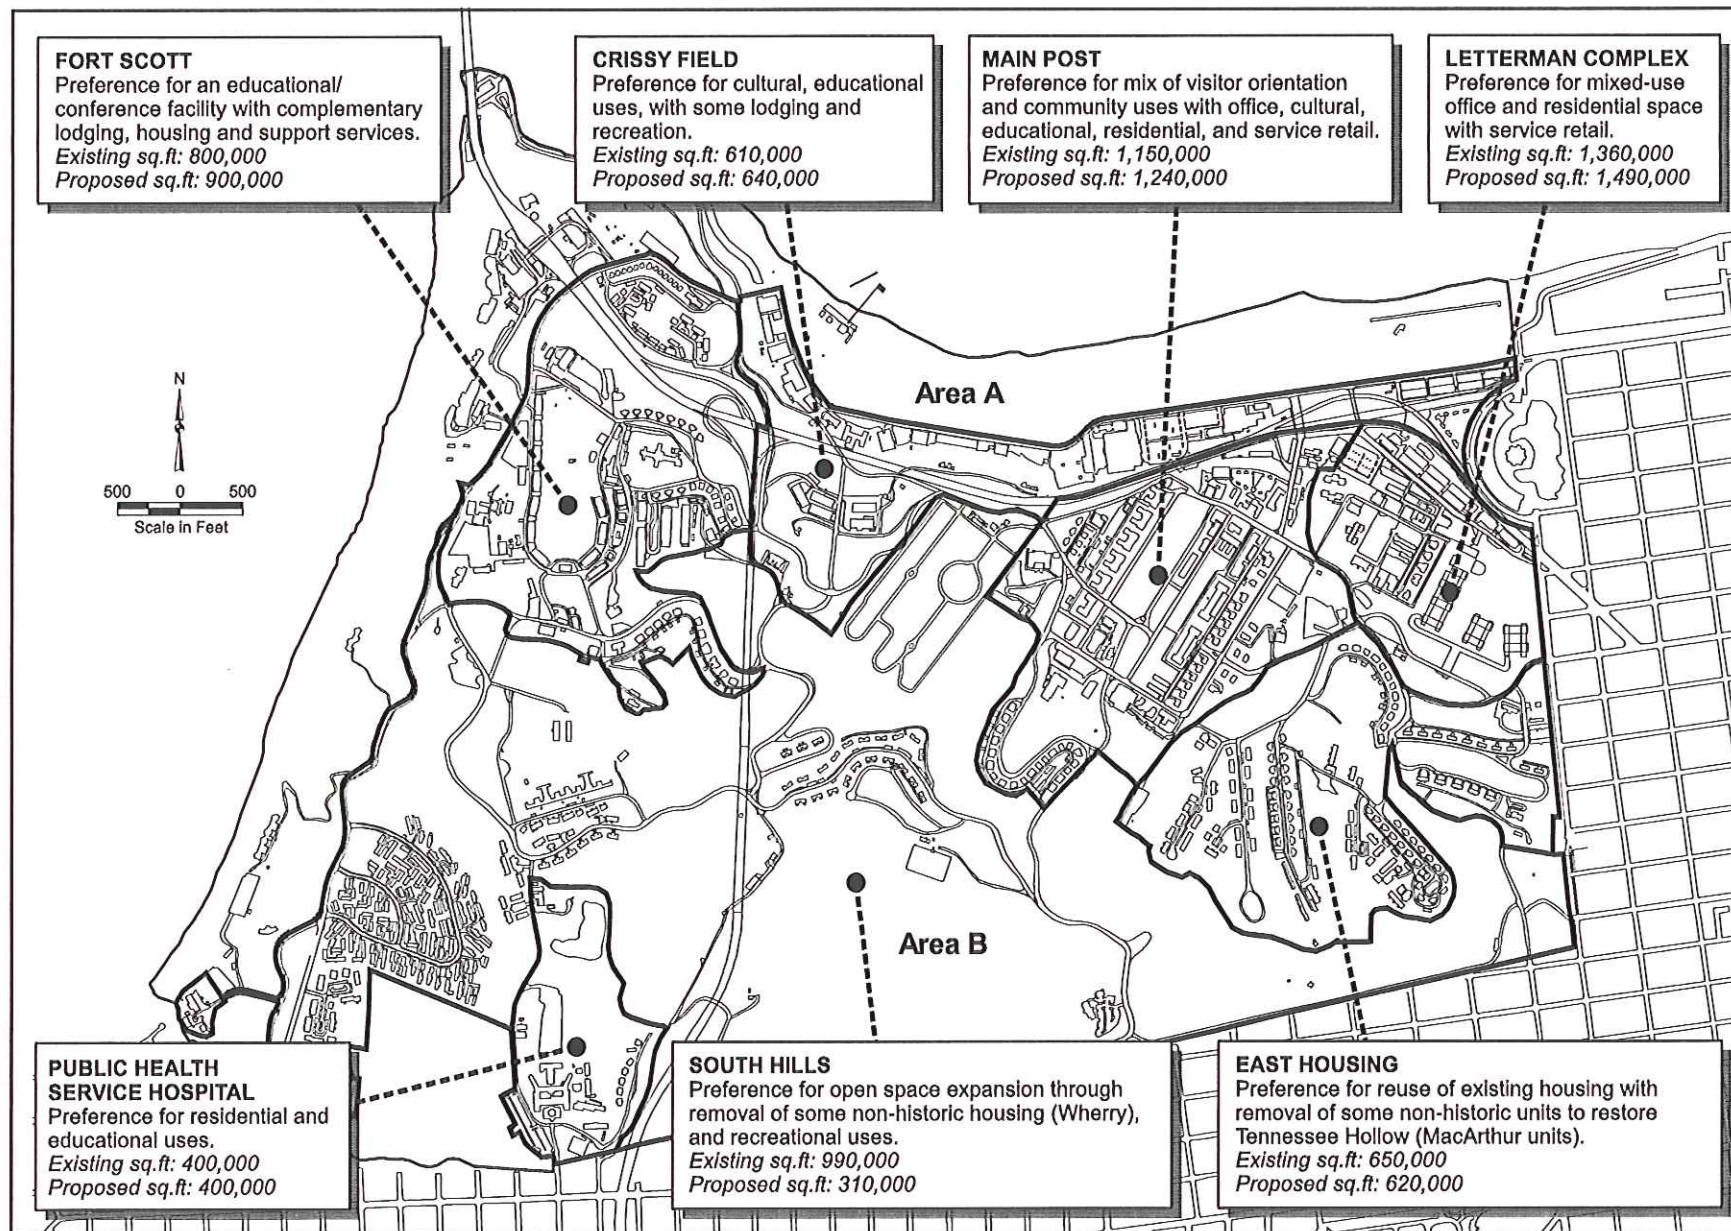 FORT SCOTT
Preference for an educational/
conference facility with complementary
lodging, housing and support services.
Existing sq.ft: 800,000
Proposed sq.ft: 900,000
CRISSY FIELD
Preference for cultural, educational
uses, with some lodging and
recreation.
Existing sq.ft: 610,000
Proposed sq.ft: 640,000
MAIN POST
Preference for mix of visitor orientation
and community uses with office, cultural,
educational, residential, and service retail.
Existing sq.ft: 1,150,000
Proposed sq.ft: 1,240,000
LETTERMAN COMPLEX
Preference for mixed-use
office and residential space
with service retail.
Existing sq.ft: 1,360,000
Proposed sq.ft: 1,490,000
N
500 0 500
Scale in Feet
Area A
Area B
PUBLIC HEALTH
SERVICE HOSPITAL
Preference for residential and
educational uses.
Existing sq.ft: 400,000
Proposed sq.ft: 400,000
SOUTH HILLS
Preference for open space expansion through
removal of some non-historic housing (Wherry),
and recreational uses.
Existing sq.ft: 990,000
Proposed sq.ft: 310,000
EAST HOUSING
Preference for reuse of existing housing with
removal of some non-historic units to restore
Tennessee Hollow (MacArthur units).
Existing sq.ft: 650,000
Proposed sq.ft: 620,000